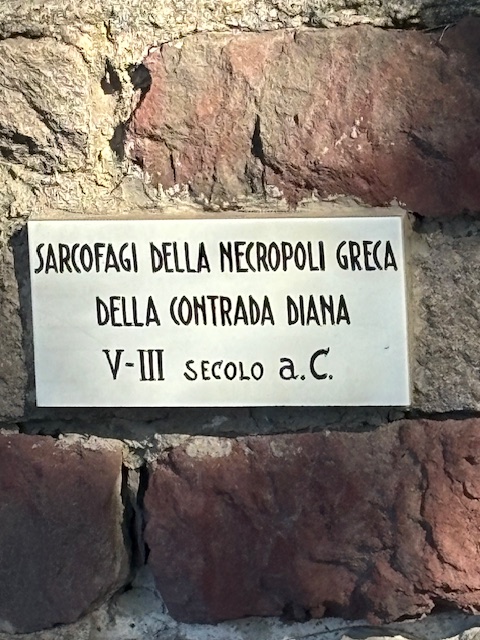 SARCOFAGI DELLA NECROPOLI GRECA
DELLA CONTRADA DIANA
V-III SECOLO a.C.